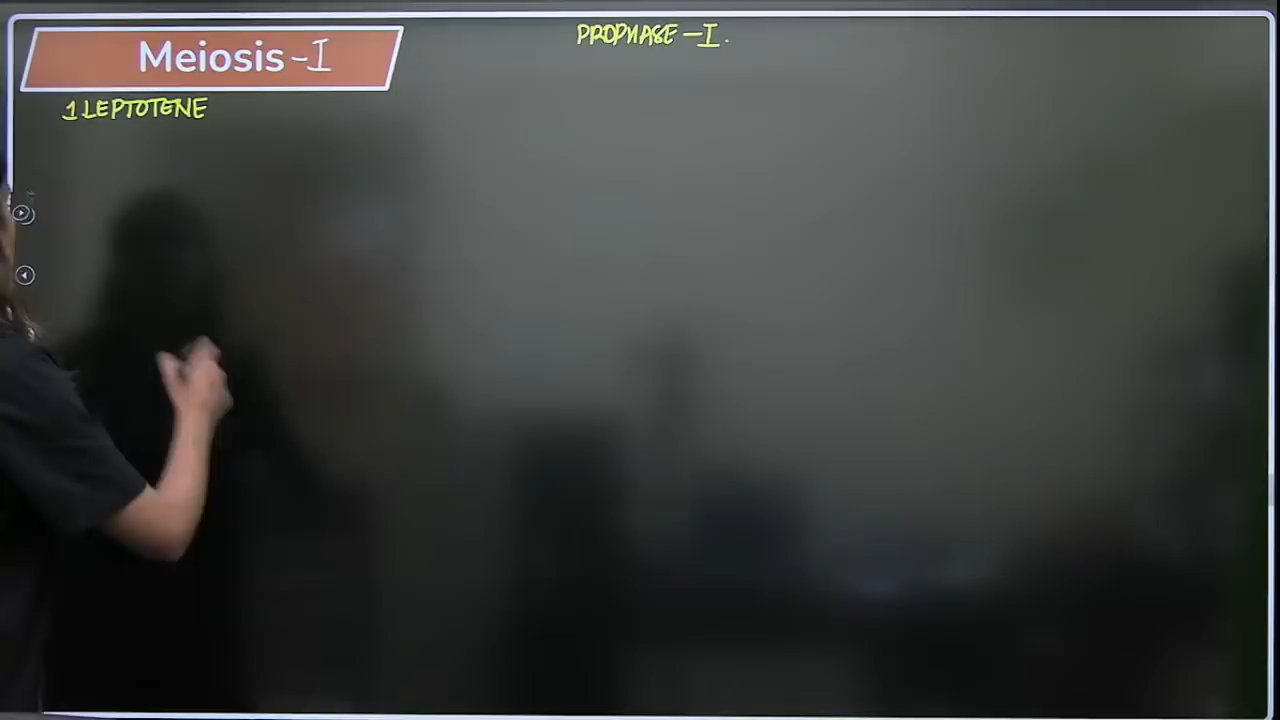 PROPHASE - I.
Meiosis - I
1 LEPTOTENE